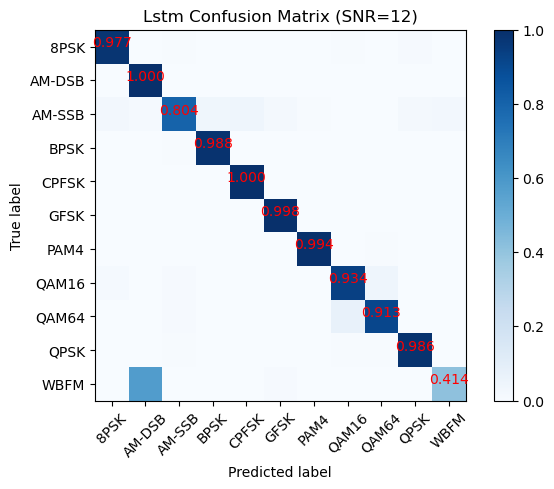 Lstm Confusion Matrix (SNR=12)
8PSK
AM-DSB
AM-SSB
BPSK
CPFSK
GFSK
PAM4
QAM16
QAM64
QPSK
WBFM
True label
0.977
1.000
0.804
0.988
1.000
0.998
0.994
0.934
0.913
0.986
0.414
8PSK
AM-DSB
AM-SSB
BPSK
CPFSK
GFSK
PAM4
QAM16
QAM64
QPSK
WBFM
Predicted label
1.0
0.8
0.6
0.4
0.2
0.0